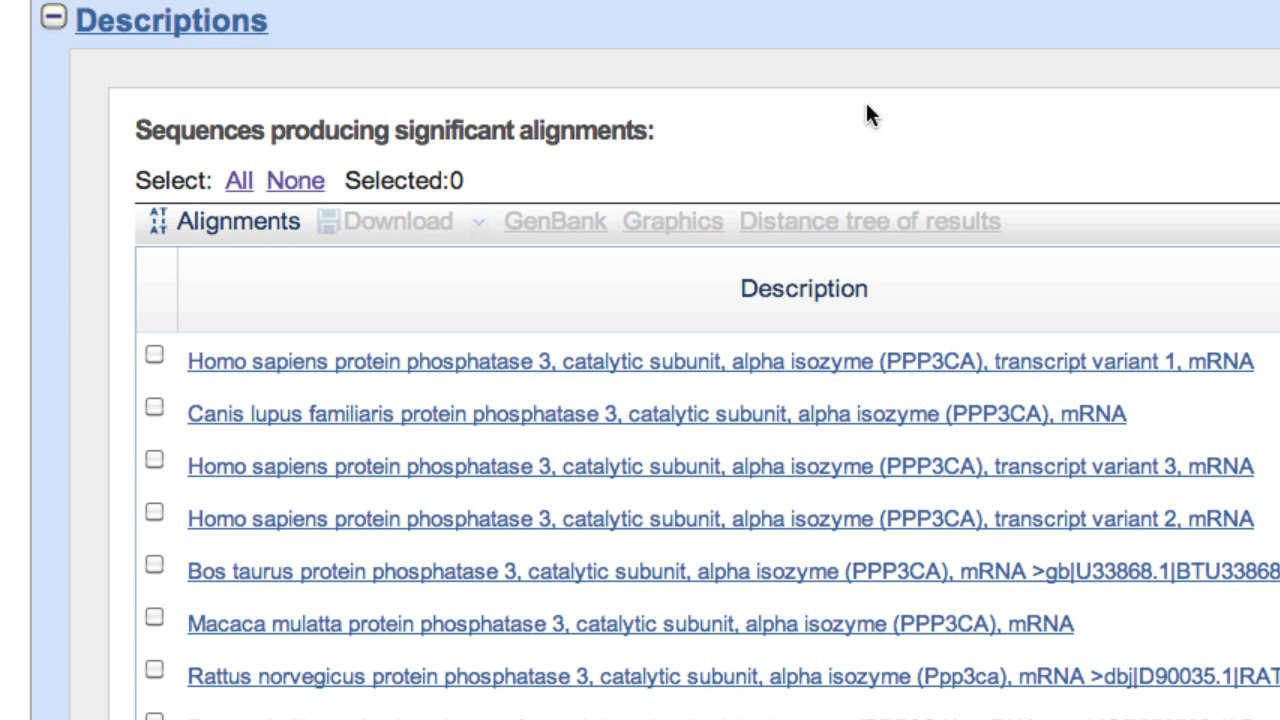 Descriptions
Sequences producing significant alignments:
Select: All None Selected:0
Alignments Download GenBank Graphics Distance tree of results
Description
Homo sapiens protein phosphatase 3, catalytic subunit, alpha isozyme (PPP3CA), transcript variant 1, mRNA
Canis lupus familiaris protein phosphatase 3, catalytic subunit, alpha isozyme (PPP3CA), mRNA
Homo sapiens protein phosphatase 3, catalytic subunit, alpha isozyme (PPP3CA), transcript variant 3, mRNA
Homo sapiens protein phosphatase 3, catalytic subunit, alpha isozyme (PPP3CA), transcript variant 2, mRNA
Bos taurus protein phosphatase 3, catalytic subunit, alpha isozyme (PPP3CA), mRNA >gb|U33868.1|BTU33868
Macaca mulatta protein phosphatase 3, catalytic subunit, alpha isozyme (PPP3CA), mRNA
Rattus norvegicus protein phosphatase 3, catalytic subunit, alpha isozyme (Ppp3ca), mRNA >dbj|D90035.1|RAT